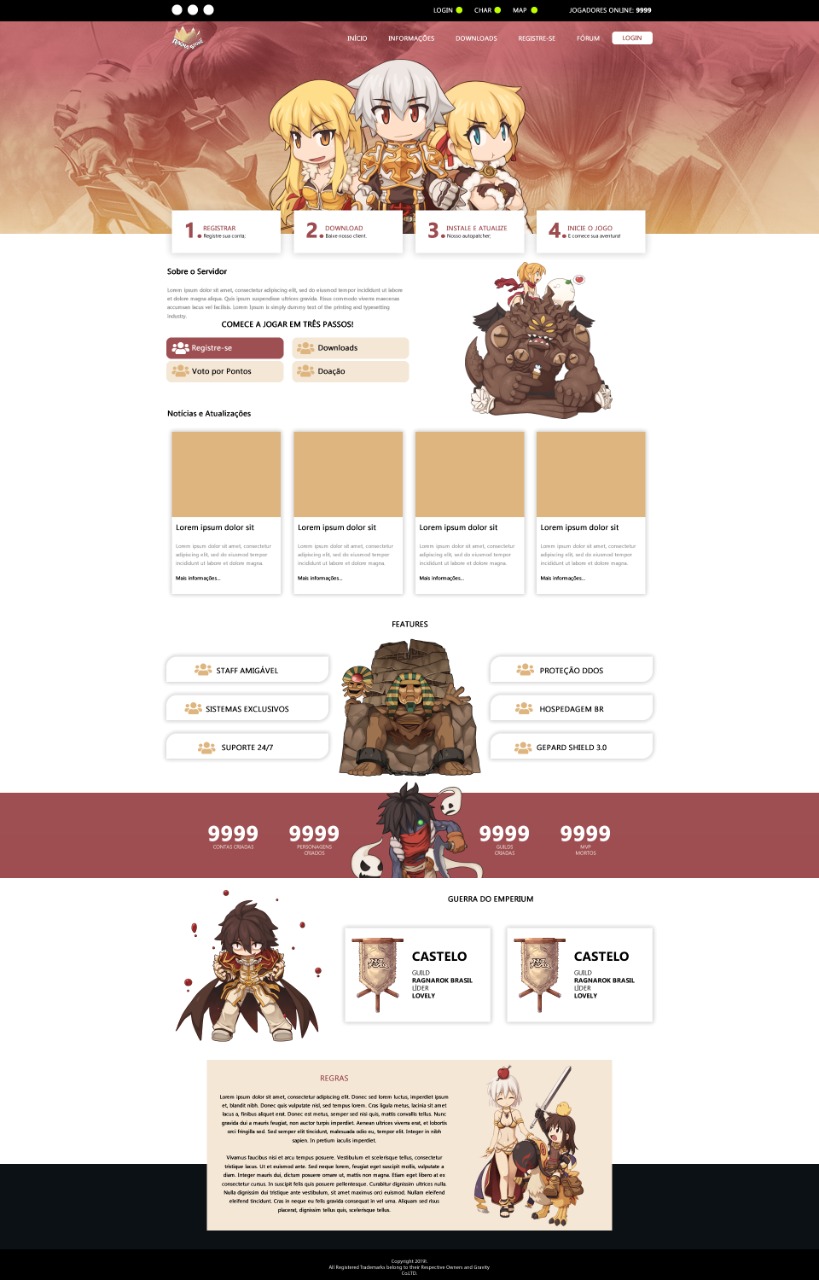 LOGIN CHAR MAP JOGADORES ONLINE: 9999
INÍCIO INFORMAÇÕES DOWNLOADS REGISTRE-SE FÓRUM LOGIN
1. REGISTRAR
Registre sua conta;
2. DOWNLOAD
Baixe nosso client;
3. INSTALE E ATUALIZE
Nosso autopatcher;
4. INICIE O JOGO
E comece sua aventura!
Sobre o Servidor
Lorem ipsum dolor sit amet, consectetur adipiscing elit, sed do eiusmod tempor incididunt ut labore
et dolore magna aliqua. Quis ipsum suspendisse ultrices gravida. Risus commodo viverra maecenas
accumsan lacus vel facilisis. Lorem Ipsum is simply dummy text of the printing and typesetting
industry.
COMECE A JOGAR EM TRÊS PASSOS!
Registre-se
Downloads
Voto por Pontos
Doação
Noticias e Atualizações
Lorem ipsum dolor sit
Lorem ipsum dolor sit amet, consectetur
adipiscing elit, sed do eiusmod tempor
incididunt ut labore et dolore magna
Mais informações...
Lorem ipsum dolor sit
Lorem ipsum dolor sit amet, consectetur
adipiscing elit, sed do eiusmod tempor
incididunt ut labore et dolore magna
Mais informações...
Lorem ipsum dolor sit
Lorem ipsum dolor sit amet, consectetur
adipiscing elit, sed do eiusmod tempor
incididunt ut labore et dolore magna
Mais informações...
Lorem ipsum dolor sit
Lorem ipsum dolor sit amet, consectetur
adipiscing elit, sed do eiusmod tempor
incididunt ut labore et dolore magna
Mais informações...
FEATURES
STAFF AMIGÁVEL
PROTEÇÃO DDOS
SISTEMAS EXCLUSIVOS
HOSPEDAGEM BR
SUPORTE 24/7
GEPARD SHIELD 3.0
9999
CONTAS CRIADAS
9999
PERSONAGENS
CRIADOS
9999
GUILDS
CRIADAS
9999
MVP
MORTOS
GUERRA DO EMPERIUM
CASTELO
GUILD
RAGNAROK BRASIL
LÍDER
LOVELY
CASTELO
GUILD
RAGNAROK BRASIL
LÍDER
LOVELY
REGRAS
Lorem ipsum dolor sit amet, consectetur adipiscing elit. Donec sed lorem luctus, imperdiet ipsum
et, blandit nibh. Donec quis vulputate nisl, sed tempus lorem. Cras ligula metus, lacinia sit amet
lacus a, finibus aliquet erat. Donec est metus, semper sed nisi quis, mattis convallis tellus. Nunc
gravida dui a mauris feugiat, non auctor turpis imperdiet. Aenean ultrices viverra erat, et lobortis
orci fringilla sed. Sed semper elit tincidunt, malesuada odio eu, tempor elit. Integer in nibh
sapien. In pretium iaculis imperdiet.
Vivamus faucibus nisi et arcu tempus posuere. Vestibulum et scelerisque tellus, consectetur
tristique lacus. Ut et euismod ante. Sed neque lorem, feugiat eget suscipit mollis, vulputate a
diam. Integer mauris dui, dictum posuere ornare ut, mattis non magna. Etiam eget libero at es
consectetur cursus. In suscipit felis quis posuere pellentesque. Curabitur dignissim ultrices nulla
Nulla dignissim dui tristique ante vestibulum, sit amet maximus orci euismod. Nullam eleifend
eleifend tincidunt. Cras in neque eu felis gravida consequat in vel urna. Aliquam sed risus
placerat, dignissim tellus quis, scelerisque tellus.
Copyright 2019!.
All Registered Trademarks belong to their Respective Owners and Gravity
Co.LTD.